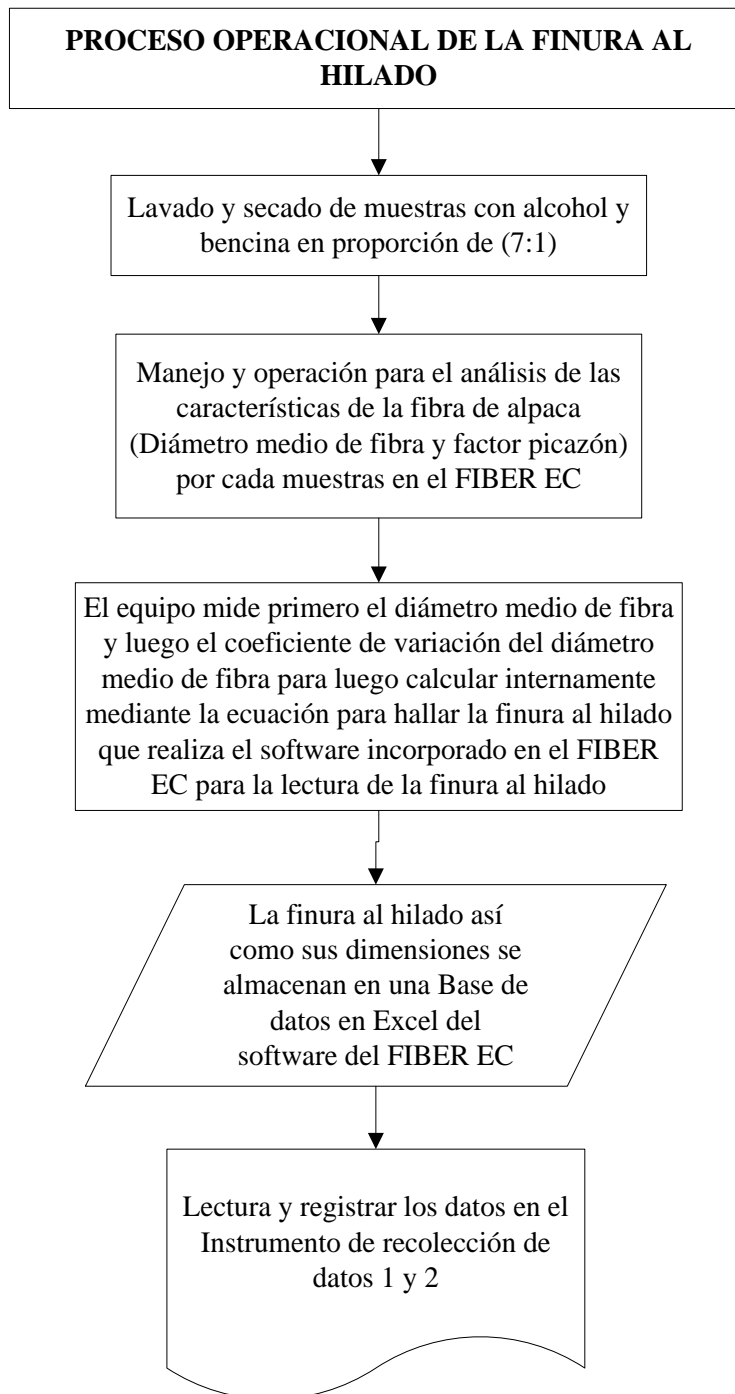 PROCESO OPERACIONAL DE LA FINURA AL
HILADO
Lavado y secado de muestras con alcohol y
bencina en proporción de (7:1)
Manejo y operación para el análisis de las
características de la fibra de alpaca
(Diámetro medio de fibra y factor picazón)
por cada muestras en el FIBER EC
El equipo mide primero el diámetro medio de fibra
y luego el coeficiente de variación del diámetro
medio de fibra para luego calcular internamente
mediante la ecuación para hallar la finura al hilado
que realiza el software incorporado en el FIBER
EC para la lectura de la finura al hilado
La finura al hilado así
como sus dimensiones se
almacenan en una Base de
datos en Excel del
software del FIBER EC
Lectura y registrar los datos en el
Instrumento de recolección de
datos 1 y 2